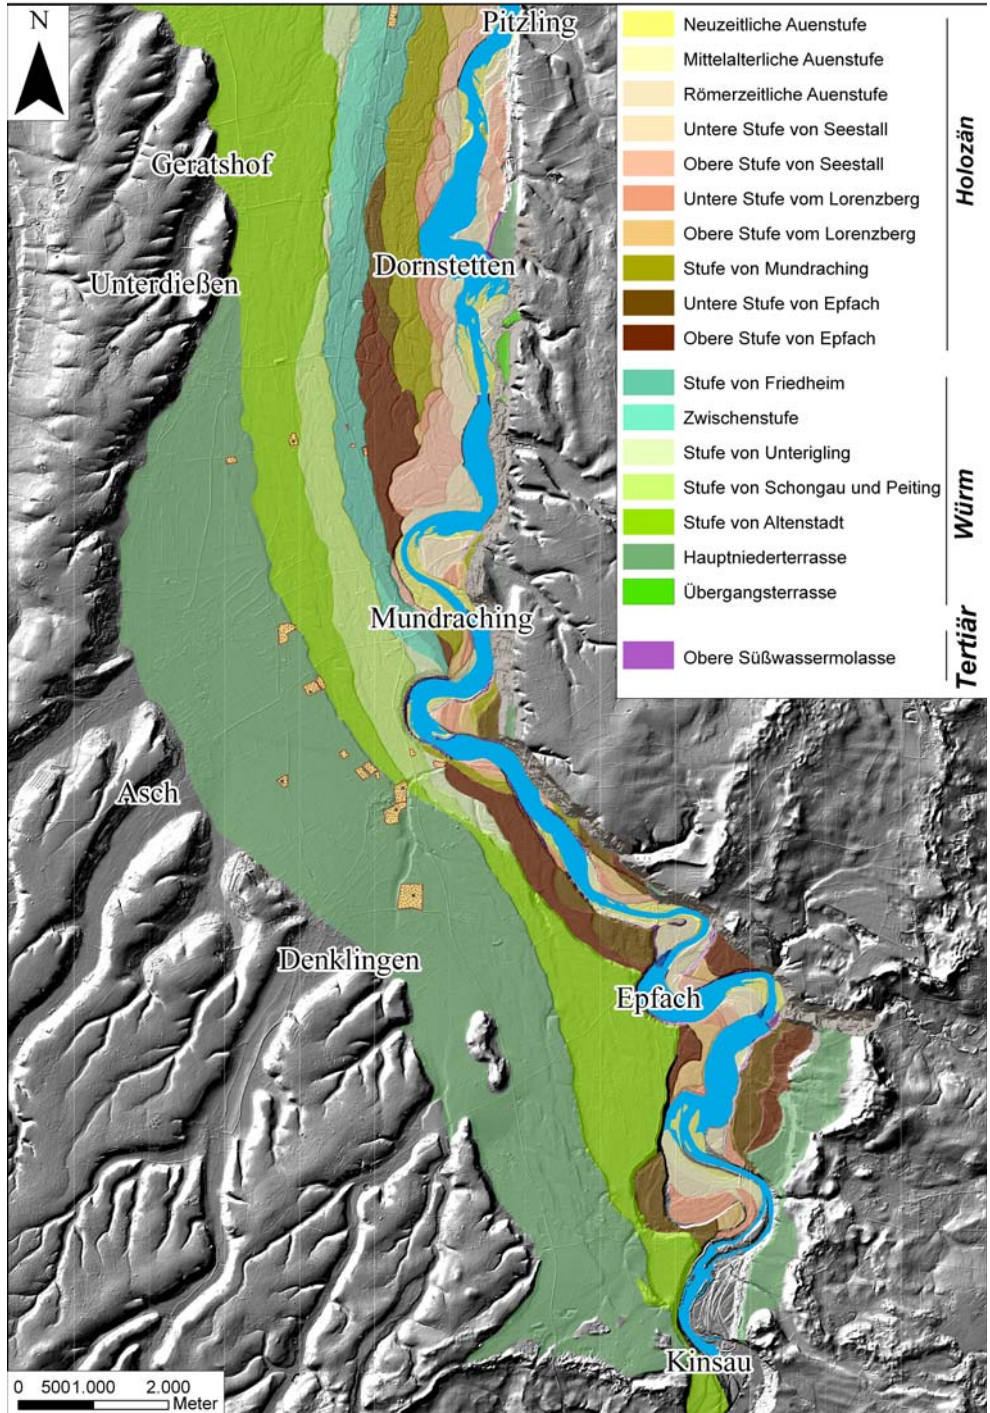 N
Pitzling
Geratshof
Unterdießen
Dornstetten
Mundraching
Asch
Denklingen
Epfach
Kinsau
0 500 1.000 2.000
Meter
Neuzeitliche Auenstufe
Mittelalterliche Auenstufe
Römerzeitliche Auenstufe
Untere Stufe von Seestall
Obere Stufe von Seestall
Untere Stufe vom Lorenzberg
Obere Stufe vom Lorenzberg
Stufe von Mundraching
Untere Stufe von Epfach
Obere Stufe von Epfach
Holozän
Stufe von Friedheim
Zwischenstufe
Stufe von Unterigling
Stufe von Schongau und Peiting
Stufe von Altenstadt
Hauptniederterrasse
Übergangsterrasse
Würm
Obere Süßwassermolasse
Tertiär